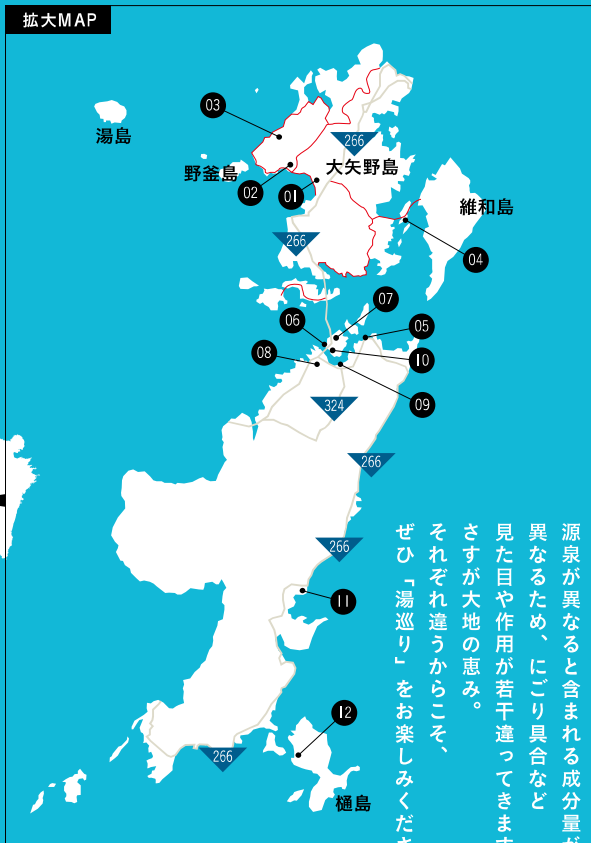 拡大MAP
03
湯島
266
野釜島
大矢野島
02
01
維和島
266
04
07
06
05
08
10
09
324
266
266
11
12
266
樋島
源泉が異なると含まれる成分量が
異なるため、にごり具合など
見た目や作用が若干違ってきます
さすが大地の恵み。
それぞれ違うからこそ、
ぜひ「湯巡り」をお楽しみくださ